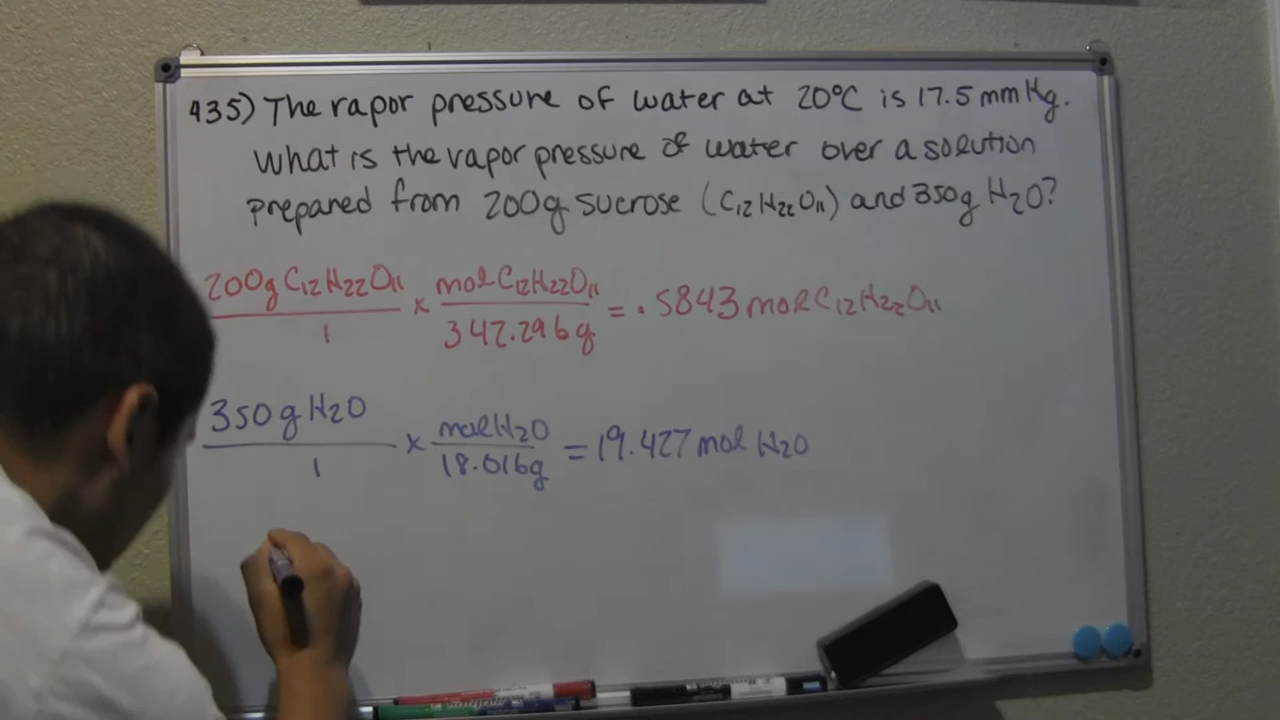 435) The rapor pressure of water at 20°C is 17.5 mmHg.
What is the vapor pressure of water over a solution
prepared from 200g sucrose (C12H22O11) and 350g H2O?
200g C12H22O11 / 1 x mol C12H22O11 / 342.296g = .5843 mol C12H22O11
350g H2O / 1 x mol H2O / 18.016g = 19.427 mol H2O